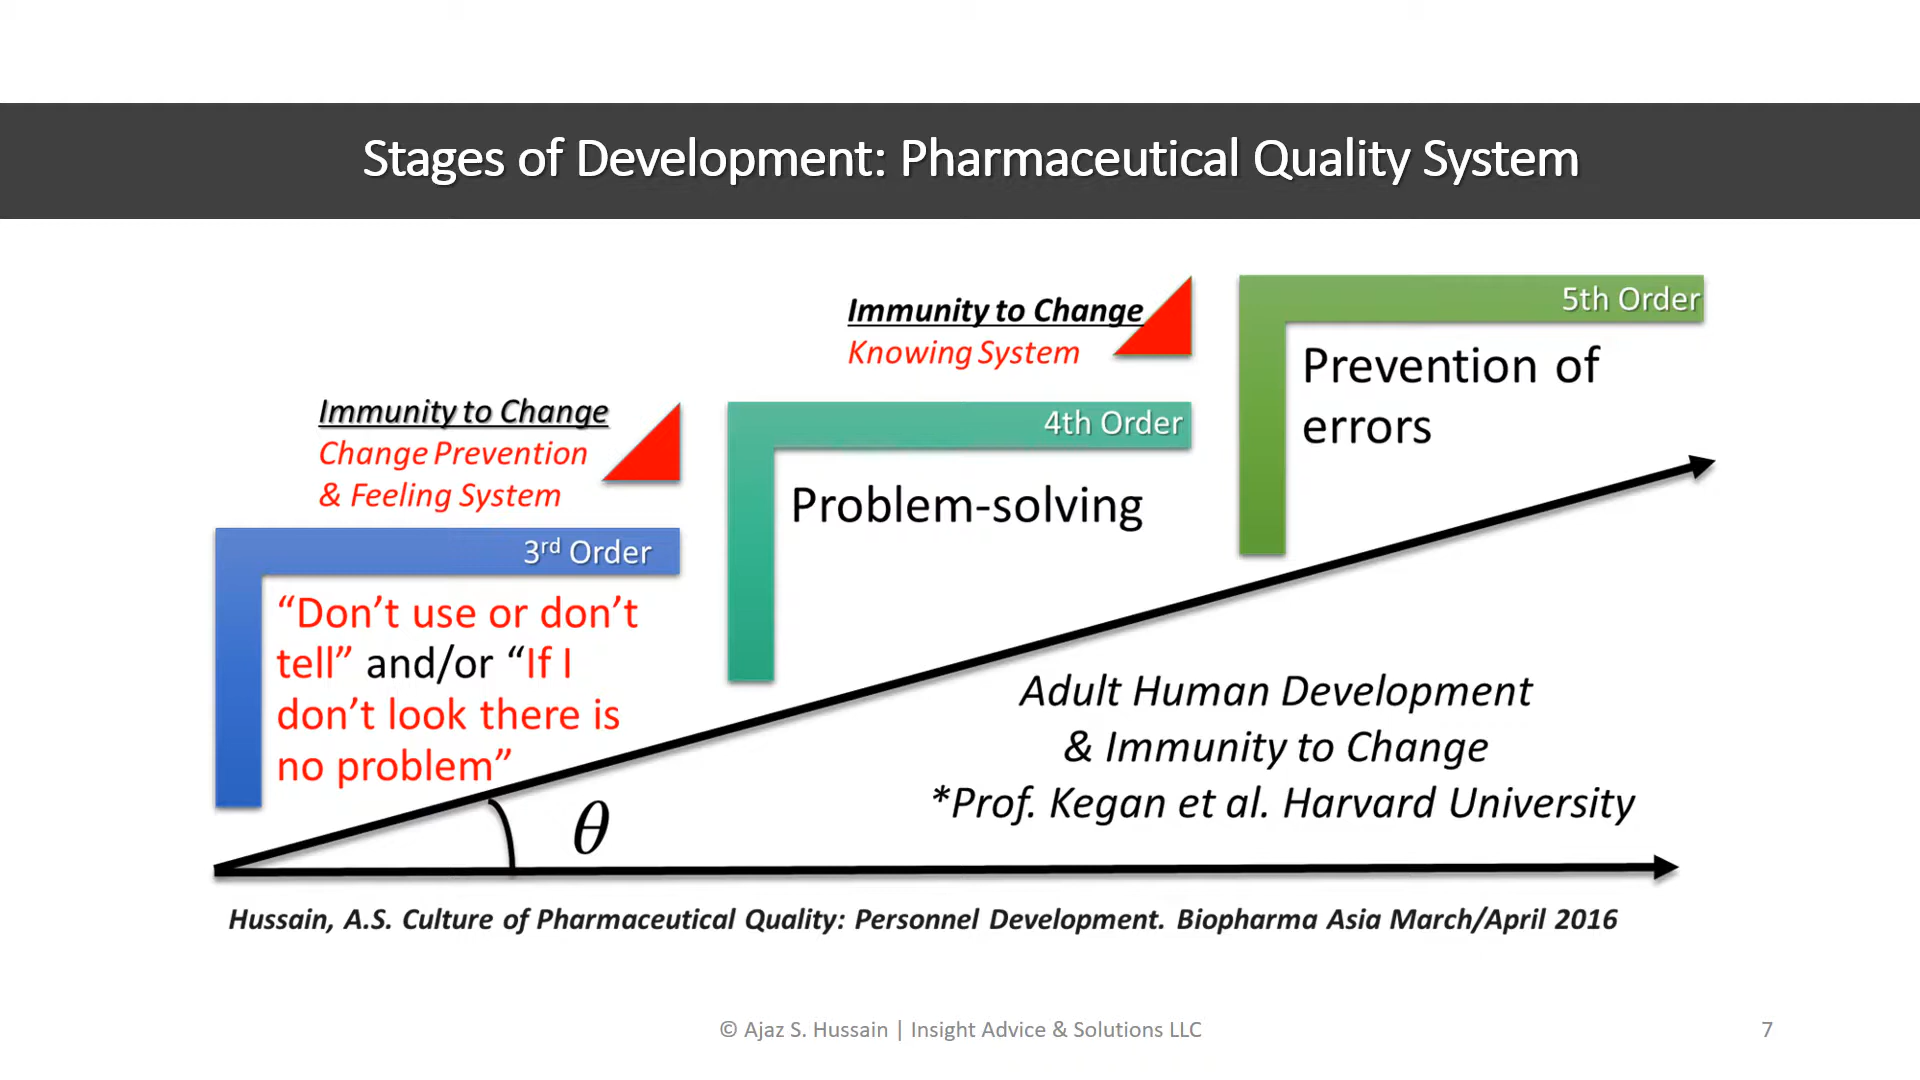 Stages of Development: Pharmaceutical Quality System
Immunity to Change
Knowing System
5th Order
Prevention of
errors
Immunity to Change
Change Prevention
& Feeling System
4th Order
Problem-solving
3rd Order
“Don’t use or don’t
tell” and/or “If I
don’t look there is
no problem”
θ
Adult Human Development
& Immunity to Change
*Prof. Kegan et al. Harvard University
Hussain, A.S. Culture of Pharmaceutical Quality: Personnel Development. Biopharma Asia March/April 2016
© Ajaz S. Hussain | Insight Advice & Solutions LLC
7